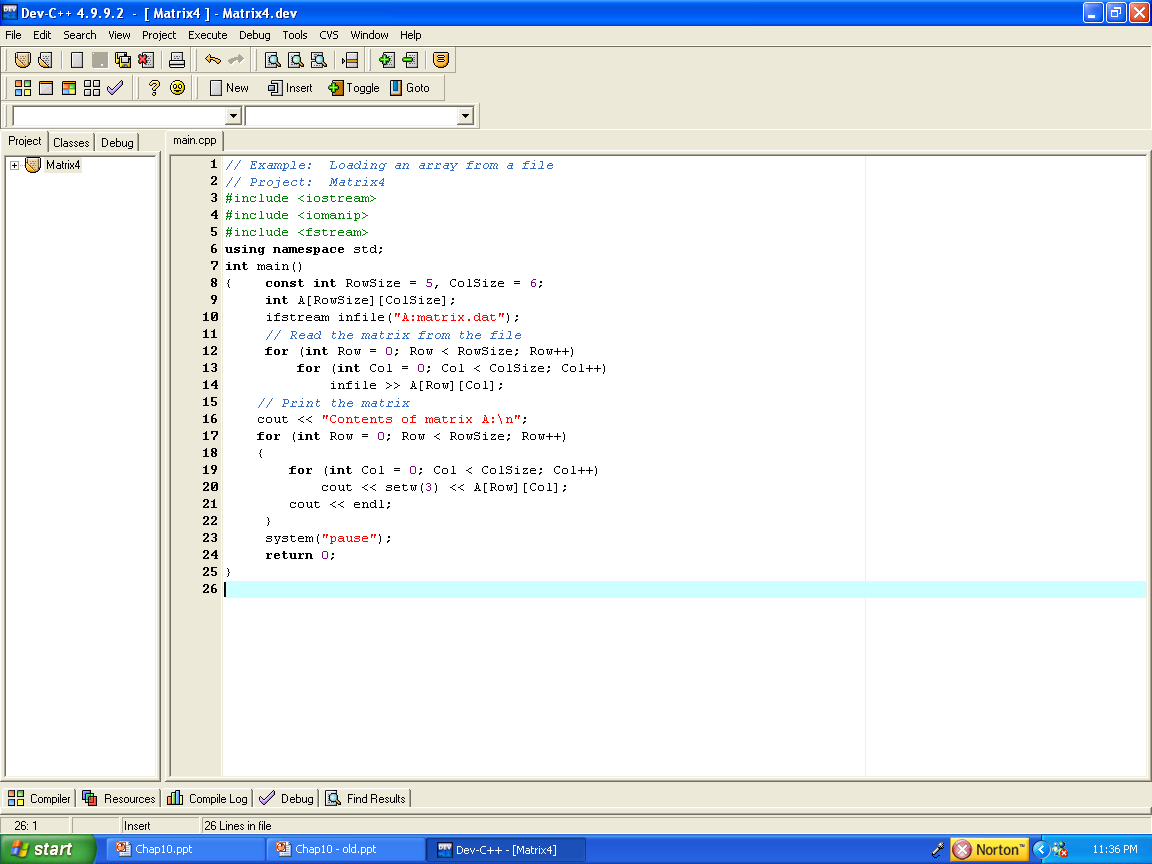 Dev-C++ 4.9.9.2 - [ Matrix4 ] - Matrix4.dev
File Edit Search View Project Execute Debug Tools CVS Window Help
New Insert Toggle Goto
Project Classes Debug
main.cpp
Matrix4
1 // Example:  Loading an array from a file
2 // Project:  Matrix4
3 #include <iostream>
4 #include <iomanip>
5 #include <fstream>
6 using namespace std;
7 int main()
8 {    const int RowSize = 5, ColSize = 6;
9      int A[RowSize][ColSize];
10      ifstream infile("A:matrix.dat");
11      // Read the matrix from the file
12      for (int Row = 0; Row < RowSize; Row++)
13          for (int Col = 0; Col < ColSize; Col++)
14              infile >> A[Row][Col];
15     // Print the matrix
16     cout << "Contents of matrix A:\n";
17     for (int Row = 0; Row < RowSize; Row++)
18     {
19         for (int Col = 0; Col < ColSize; Col++)
20             cout << setw(3) << A[Row][Col];
21         cout << endl;
22      }
23      system("pause");
24      return 0;
25 }
26
Compiler Resources Compile Log Debug Find Results
26: 1 Insert 26 Lines in file
start Chap10.ppt Chap10 - old.ppt Dev-C++ - [Matrix4] Norton™ 11:36 PM